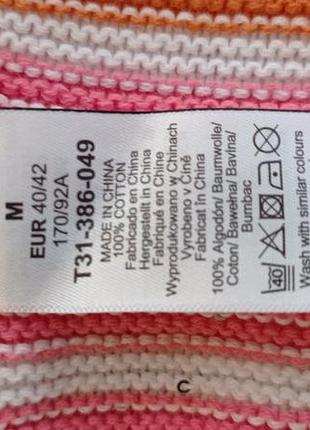 M
EUR 40/42
170/92A
T31-386-049
MADE IN CHINA
100% COTTON
Fabricado en China
Hergestellt in China
Fabriqué en Chine
Wyprodukowano w Chinach
Vyrobeno v Číně
Fabricat în China
100% Algodón/ Baumwolle/
Coton/ Bawełna/ Bavlna/
Bumbac
40
Wash with similar colours
C